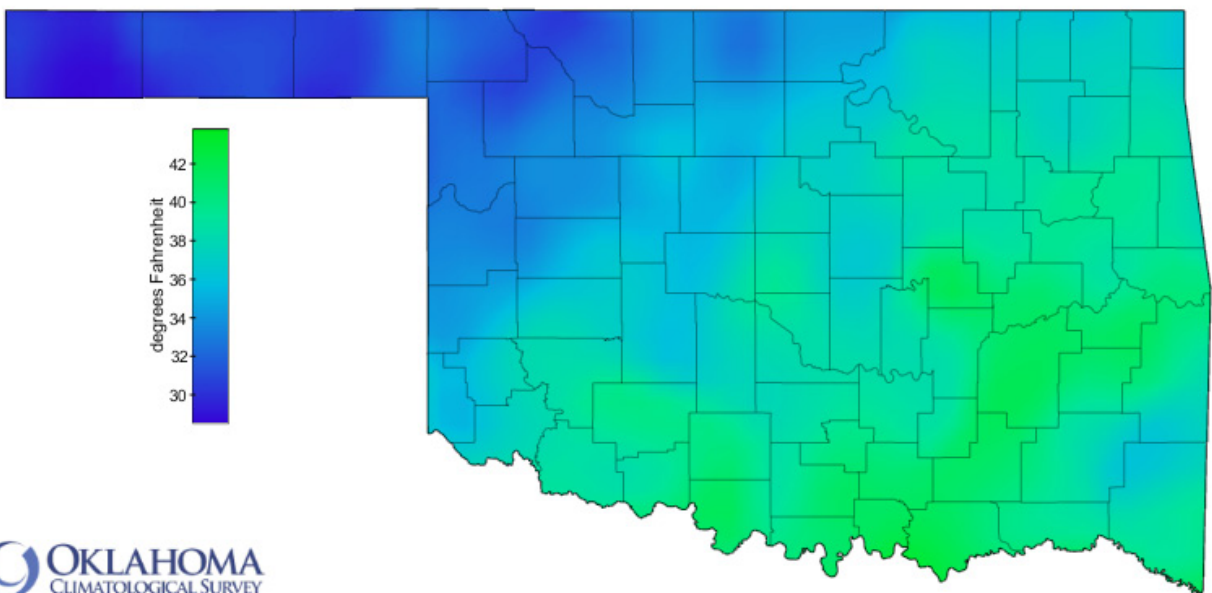 degrees Fahrenheit
42
40
38
36
34
32
30
OKLAHOMA
CLIMATOLOGICAL SURVEY